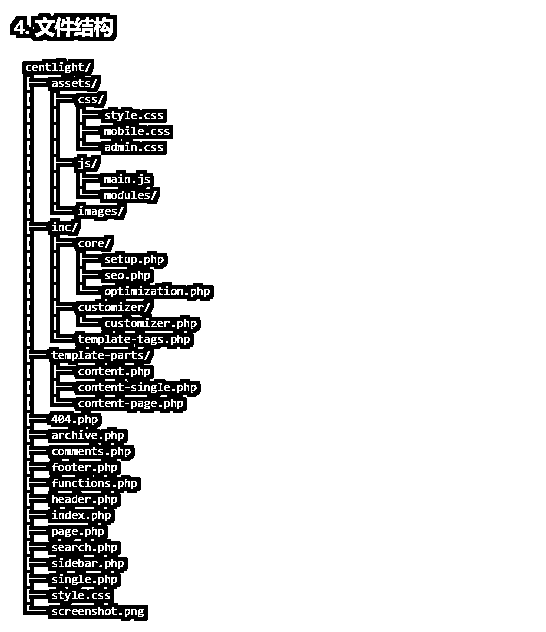 4. 文件结构
centlight/
├── assets/
│   ├── css/
│   │   ├── style.css
│   │   ├── mobile.css
│   │   └── admin.css
│   ├── js/
│   │   ├── main.js
│   │   └── modules/
│   └── images/
├── inc/
│   ├── core/
│   │   ├── setup.php
│   │   ├── seo.php
│   │   └── optimization.php
│   ├── customizer/
│   │   └── customizer.php
│   └── template-tags.php
├── template-parts/
│   ├── content.php
│   ├── content-single.php
│   └── content-page.php
├── 404.php
├── archive.php
├── comments.php
├── footer.php
├── functions.php
├── header.php
├── index.php
├── page.php
├── search.php
├── sidebar.php
├── single.php
├── style.css
└── screenshot.png